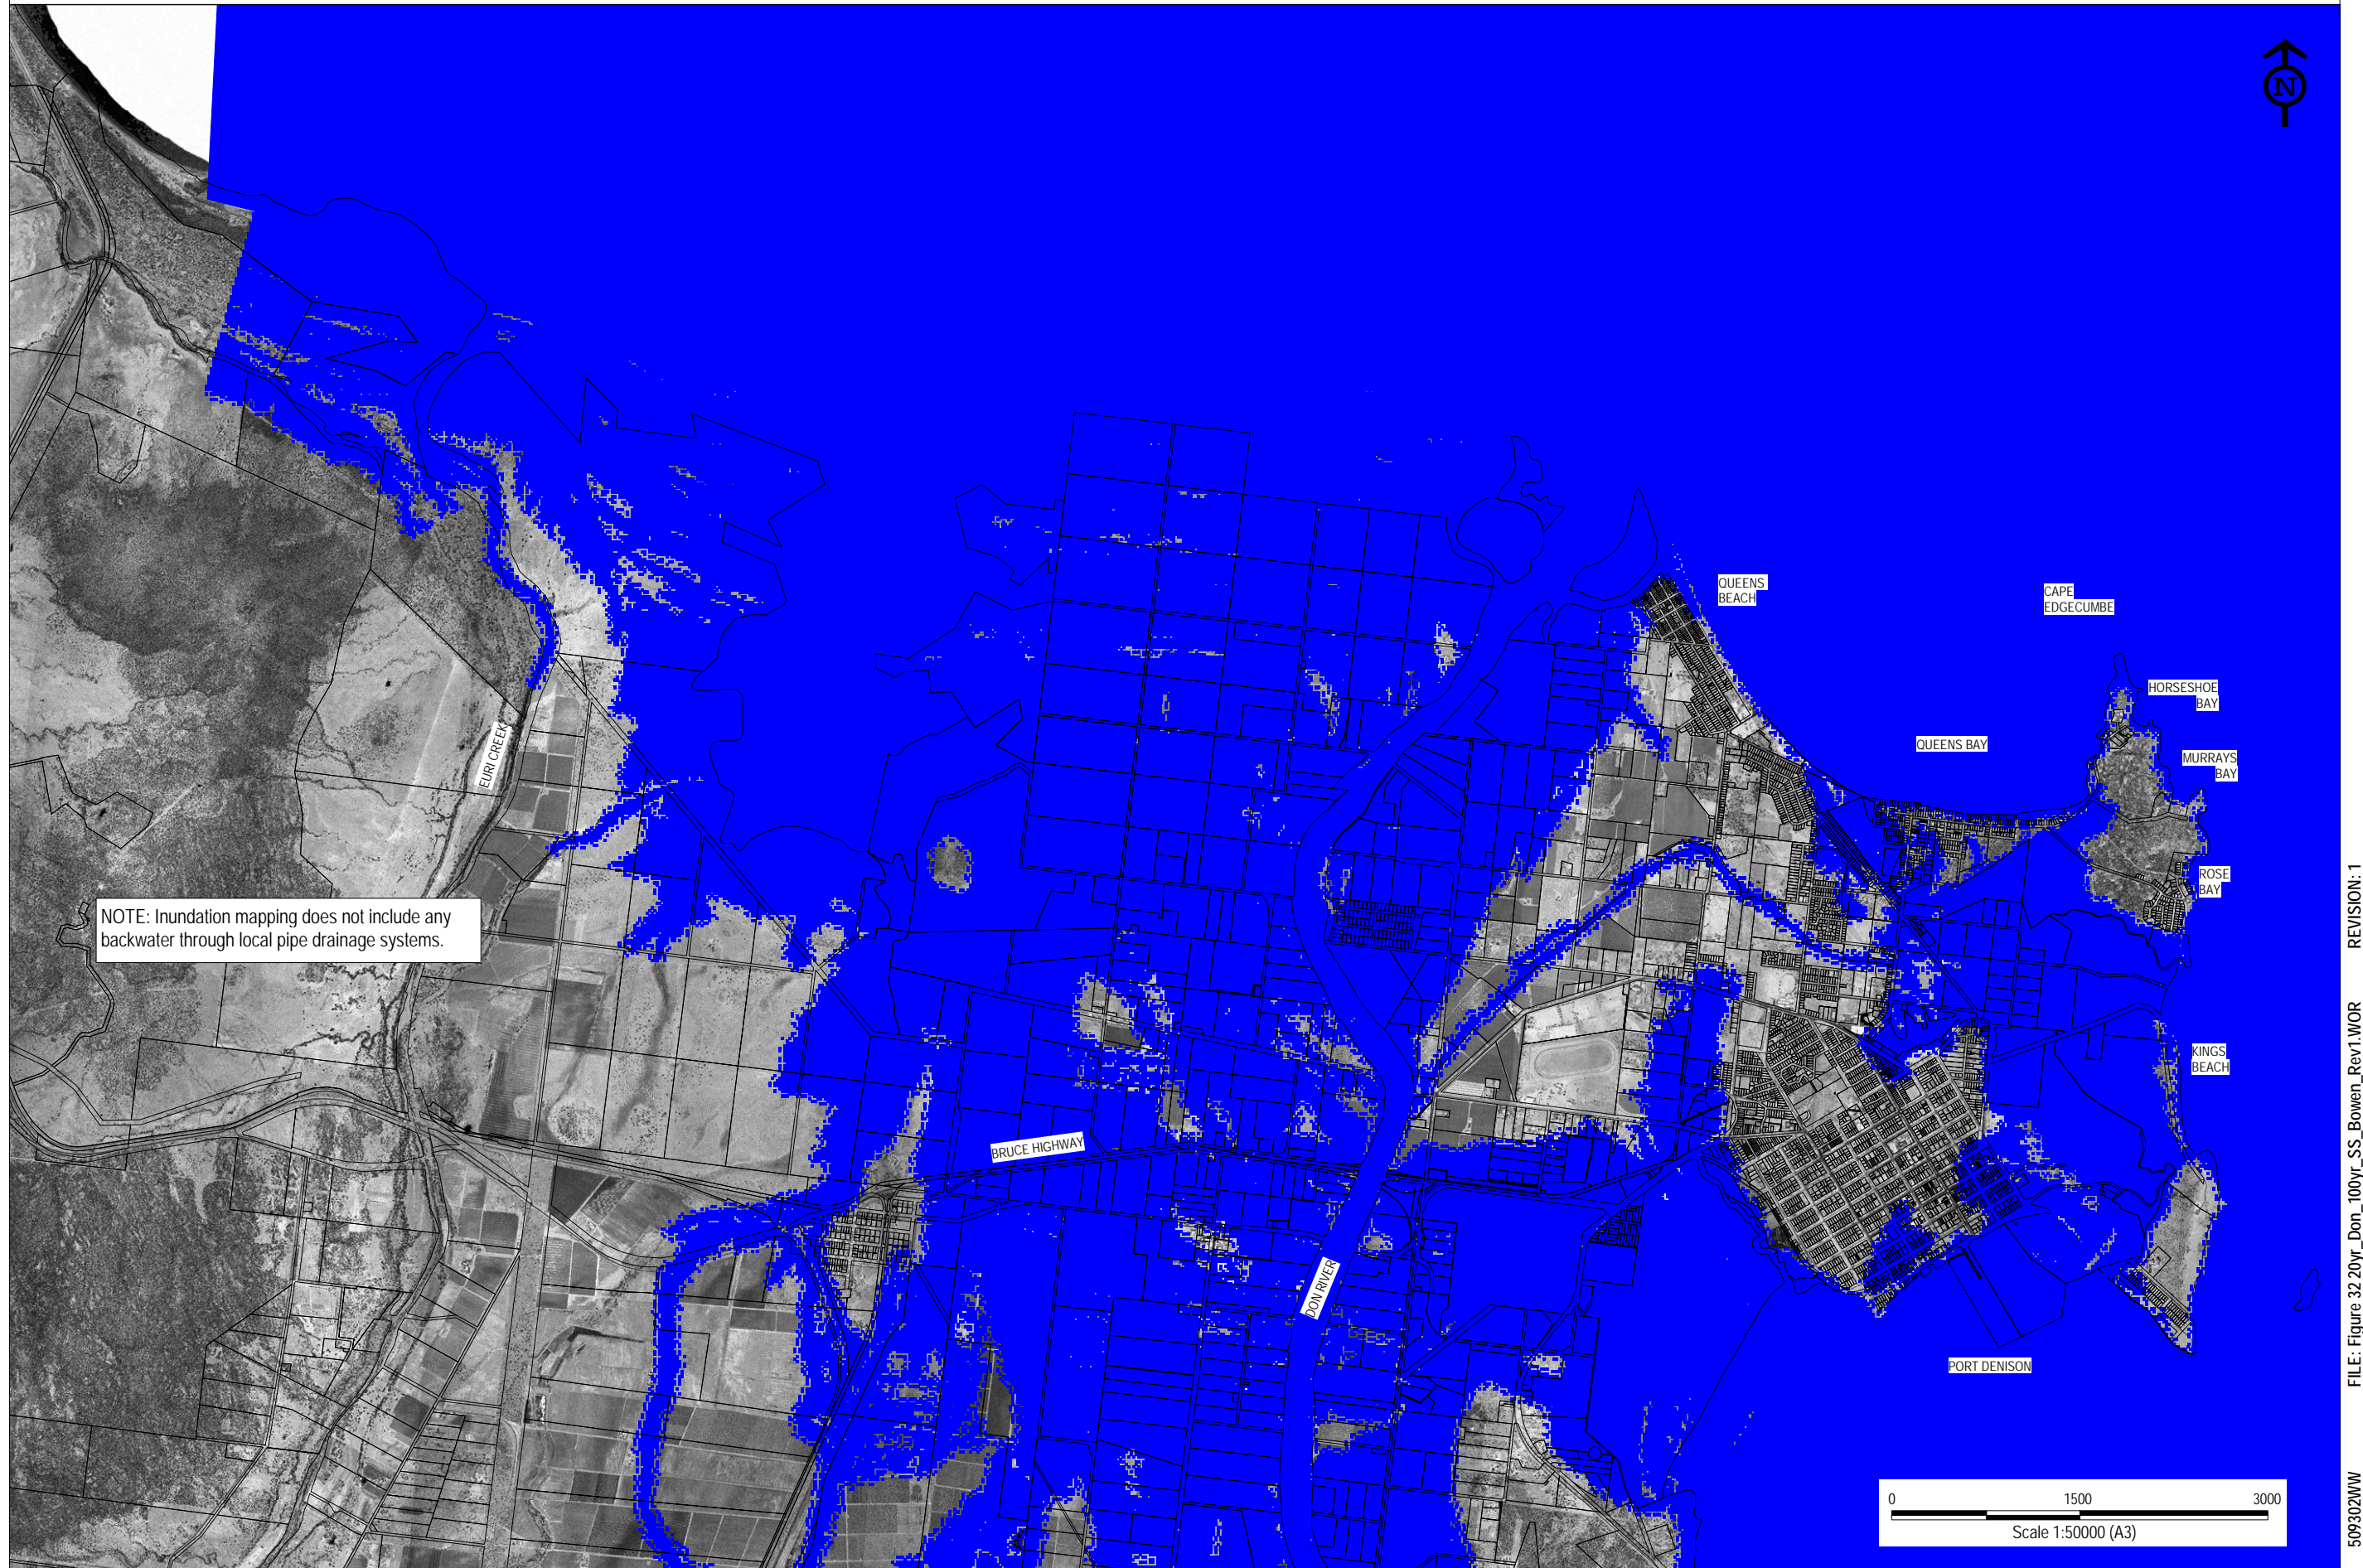 N
QUEENS
BEACH
CAPE
EDGECUMBE
HORSESHOE
BAY
QUEENS BAY
MURRAYS
BAY
EURI CREEK
ROSE
BAY
NOTE: Inundation mapping does not include any
backwater through local pipe drainage systems.
KINGS
BEACH
BRUCE HIGHWAY
DON RIVER
PORT DENISON
0 1500 3000
Scale 1:50000 (A3)
509302WW FILE: Figure 32 20yr_Don_100yr_SS_Bowen_Rev1.WOR REVISION: 1